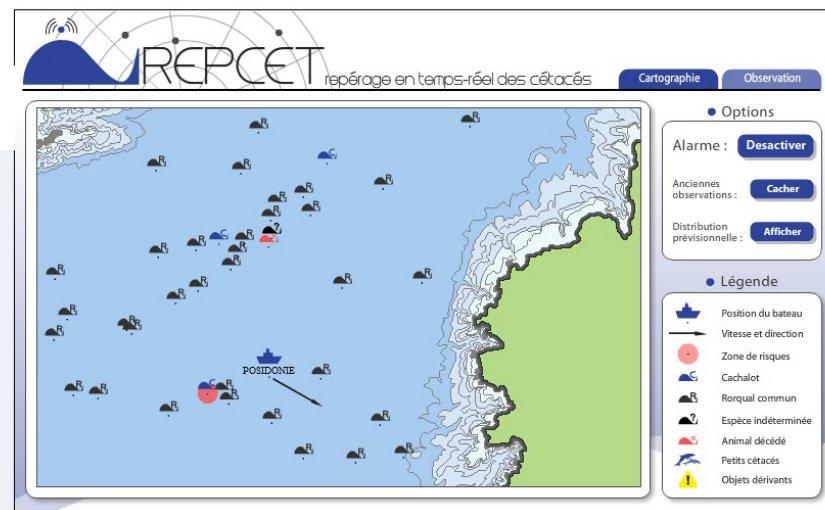 REPCET
repérage en temps-réel des cétacés
Cartographie
Observation
Options
Alarme :
Desactiver
Anciennes
observations :
Cacher
Distribution
prévisionnelle :
Afficher
POSIDONIE
Légende
Position du bateau
Vitesse et direction
Zone de risques
Cachalot
Rorqual commun
Espèce indéterminée
Animal décédé
Petits cétacés
Objets dérivants